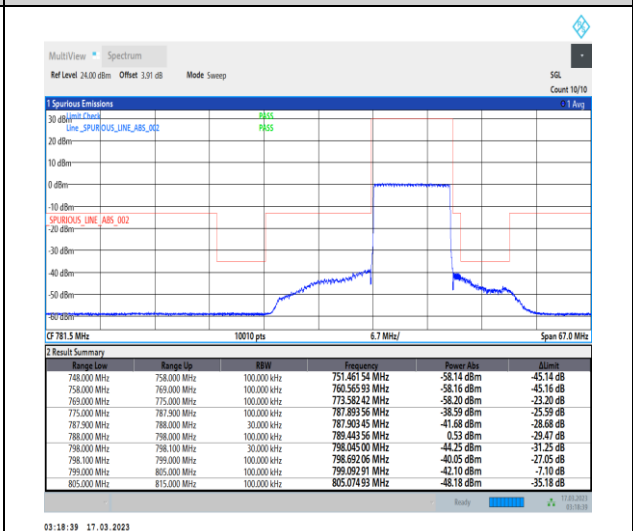 MultiView Spectrum
Ref Level 24.00 dBm Offset 3.91 dB Mode Sweep SGL
Count 10/10
1 Spurious Emissions 1 Avg
30 dBm Limit Check PASS
Line _SPURIOUS_LINE_ABS_002 PASS
20 dBm
10 dBm
0 dBm
-10 dBm
SPURIOUS_LINE_ABS_002
-20 dBm
-30 dBm
-40 dBm
-50 dBm
-60 dBm
CF 781.5 MHz 10010 pts 6.7 MHz/ Span 67.0 MHz
2 Result Summary
Range Low Range Up RBW Frequency Power Abs ΔLimit
748.000 MHz 758.000 MHz 100.000 kHz 751.461 54 MHz -58.14 dBm -45.14 dB
758.000 MHz 769.000 MHz 100.000 kHz 760.565 93 MHz -58.16 dBm -45.16 dB
769.000 MHz 775.000 MHz 100.000 kHz 773.582 42 MHz -58.20 dBm -23.20 dB
775.000 MHz 787.900 MHz 100.000 kHz 787.893 56 MHz -38.59 dBm -25.59 dB
787.900 MHz 788.000 MHz 30.000 kHz 787.903 45 MHz -41.68 dBm -28.68 dB
788.000 MHz 798.000 MHz 100.000 kHz 789.443 56 MHz 0.53 dBm -29.47 dB
798.000 MHz 798.100 MHz 30.000 kHz 798.045 00 MHz -44.25 dBm -31.25 dB
798.100 MHz 799.000 MHz 100.000 kHz 798.692 06 MHz -40.05 dBm -27.05 dB
799.000 MHz 805.000 MHz 100.000 kHz 799.092 91 MHz -42.10 dBm -7.10 dB
805.000 MHz 815.000 MHz 100.000 kHz 805.074 93 MHz -48.18 dBm -35.18 dB
Ready 17.03.2023
03:18:39
03:18:39 17.03.2023